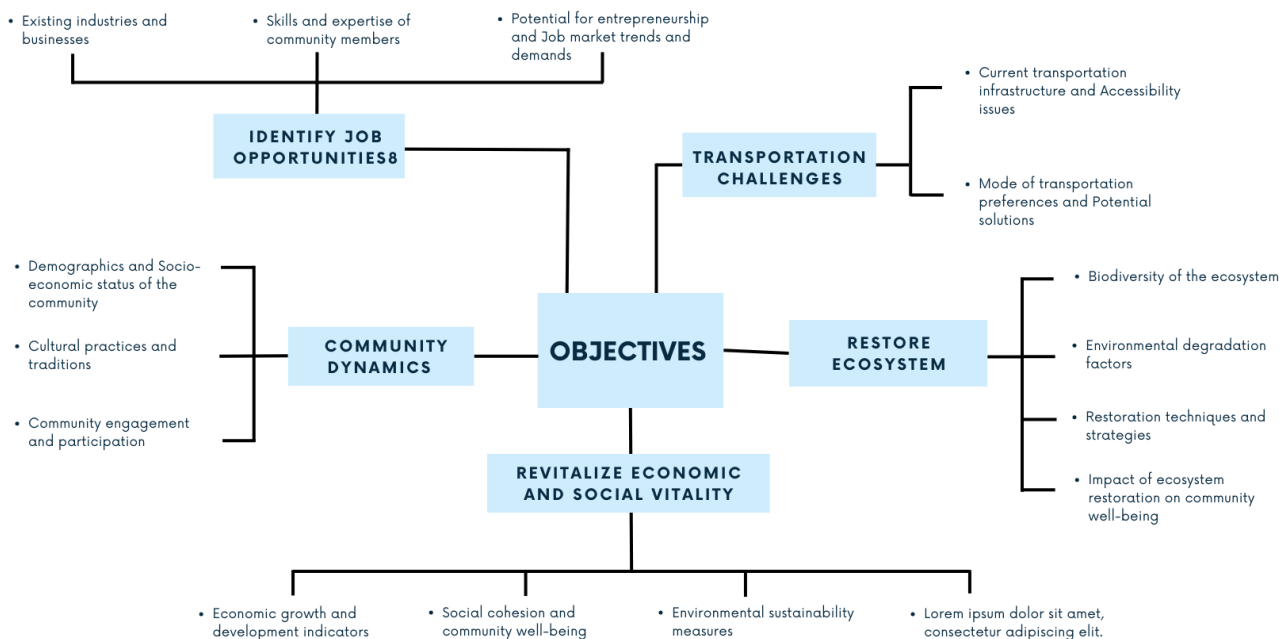 • Existing industries and
businesses
• Skills and expertise of
community members
• Potential for entrepreneurship
and Job market trends and
demands
IDENTIFY JOB
OPPORTUNITIES8
TRANSPORTATION
CHALLENGES
• Current transportation
infrastructure and Accessibility
issues
• Mode of transportation
preferences and Potential
solutions
• Demographics and Socio-
economic status of the
community
• Cultural practices and
traditions
• Community engagement
and participation
COMMUNITY
DYNAMICS
OBJECTIVES
RESTORE
ECOSYSTEM
• Biodiversity of the ecosystem
• Environmental degradation
factors
• Restoration techniques and
strategies
• Impact of ecosystem
restoration on community
well-being
REVITALIZE ECONOMIC
AND SOCIAL VITALITY
• Economic growth and
development indicators
• Social cohesion and
community well-being
• Environmental sustainability
measures
• Lorem ipsum dolor sit amet,
consectetur adipiscing elit.